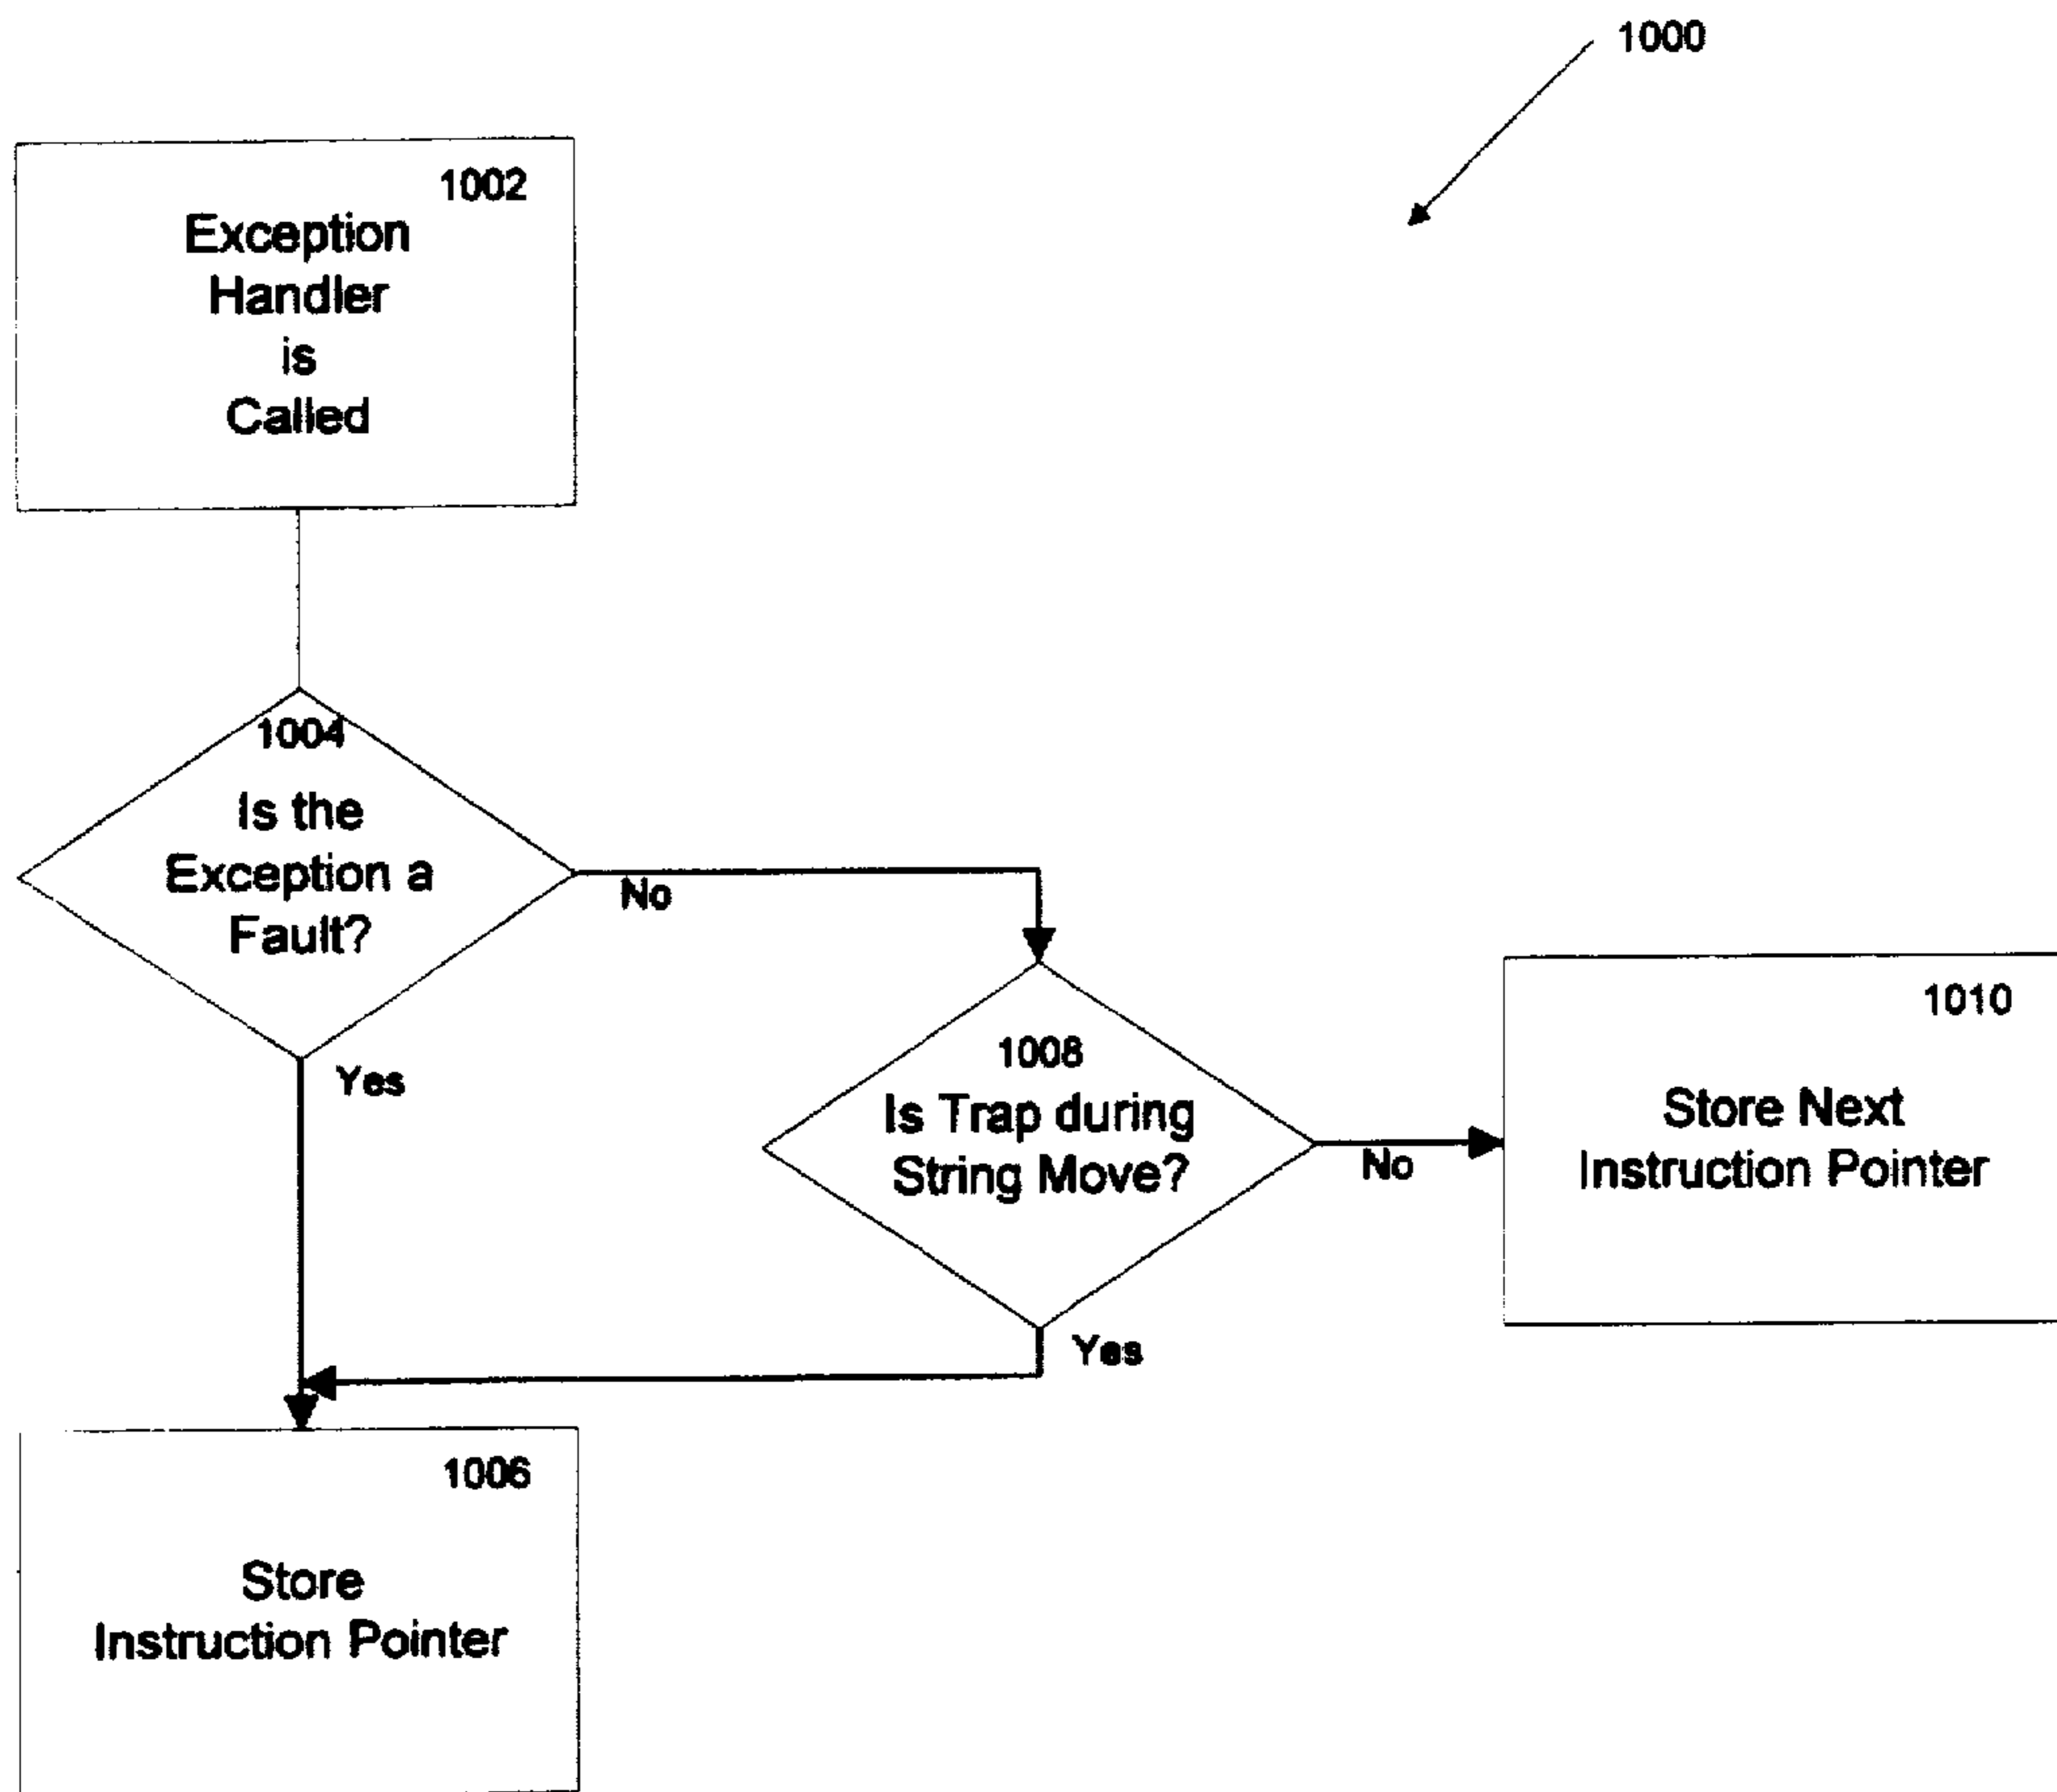 1000
1002
Exception
Handler
is
Called
1004
Is the
Exception a
Fault?
No
Yes
1008
Is Trap during
String Move?
No
Yes
1010
Store Next
Instruction Pointer
1006
Store
Instruction Pointer